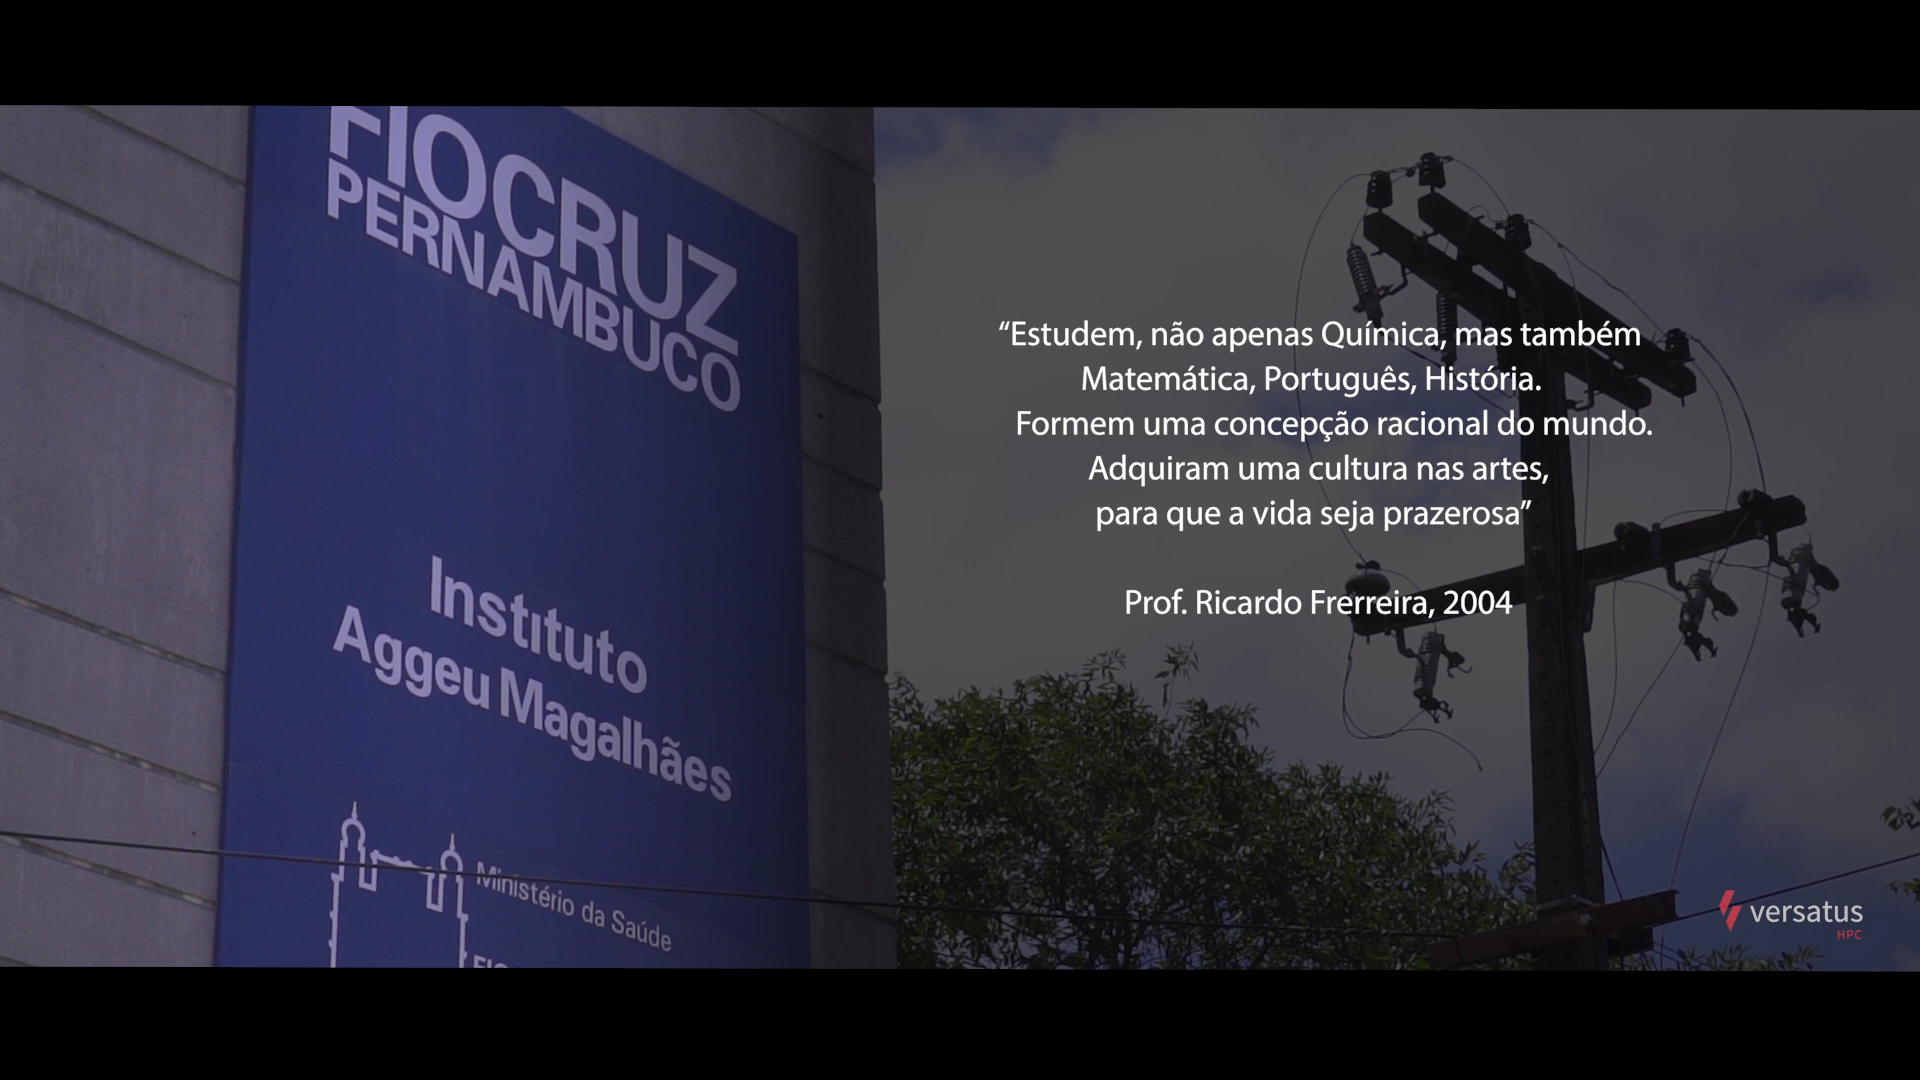 FIOCRUZ
PERNAMBUCO
Instituto
Aggeu Magalhães
Ministério da Saúde
“Estudem, não apenas Química, mas também
Matemática, Português, História.
Formem uma concepção racional do mundo.
Adquiram uma cultura nas artes,
para que a vida seja prazerosa”
Prof. Ricardo Frerreira, 2004
versatus
HPC